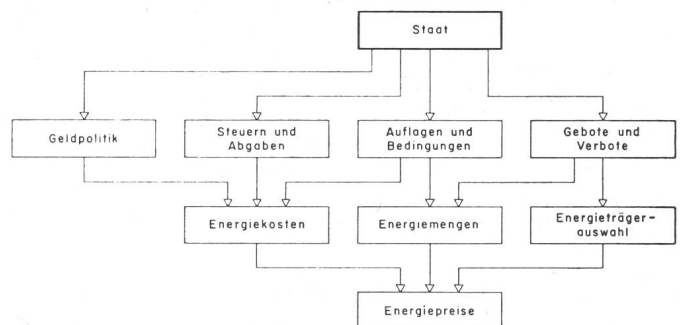 Staat
Geldpolitik
Steuern und
Abgaben
Auflagen und
Bedingungen
Gebote und
Verbote
Energiekosten
Energiemengen
Energieträger-
auswahl
Energiepreise